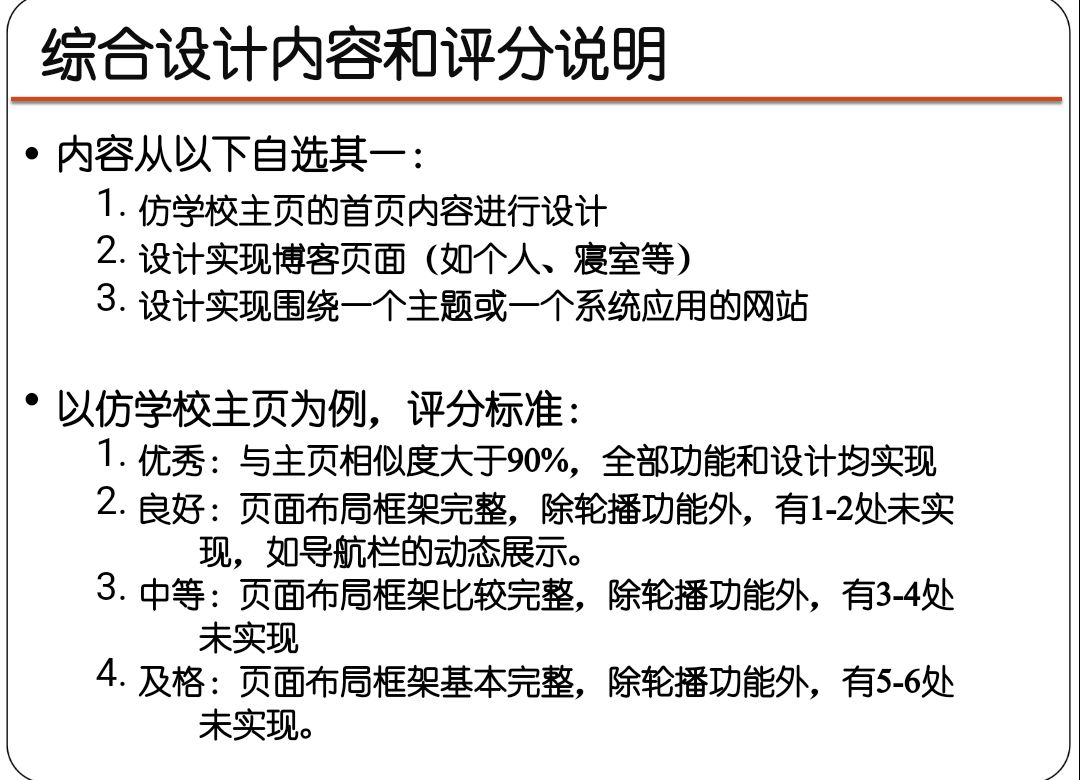 综合设计内容和评分说明
• 内容从以下自选其一：
1. 仿学校主页的首页内容进行设计
2. 设计实现博客页面（如个人、寝室等）
3. 设计实现围绕一个主题或一个系统应用的网站
• 以仿学校主页为例，评分标准：
1. 优秀：与主页相似度大于90%，全部功能和设计均实现
2. 良好：页面布局框架完整，除轮播功能外，有1-2处未实
现，如导航栏的动态展示。
3. 中等：页面布局框架比较完整，除轮播功能外，有3-4处
未实现
4. 及格：页面布局框架基本完整，除轮播功能外，有5-6处
未实现。